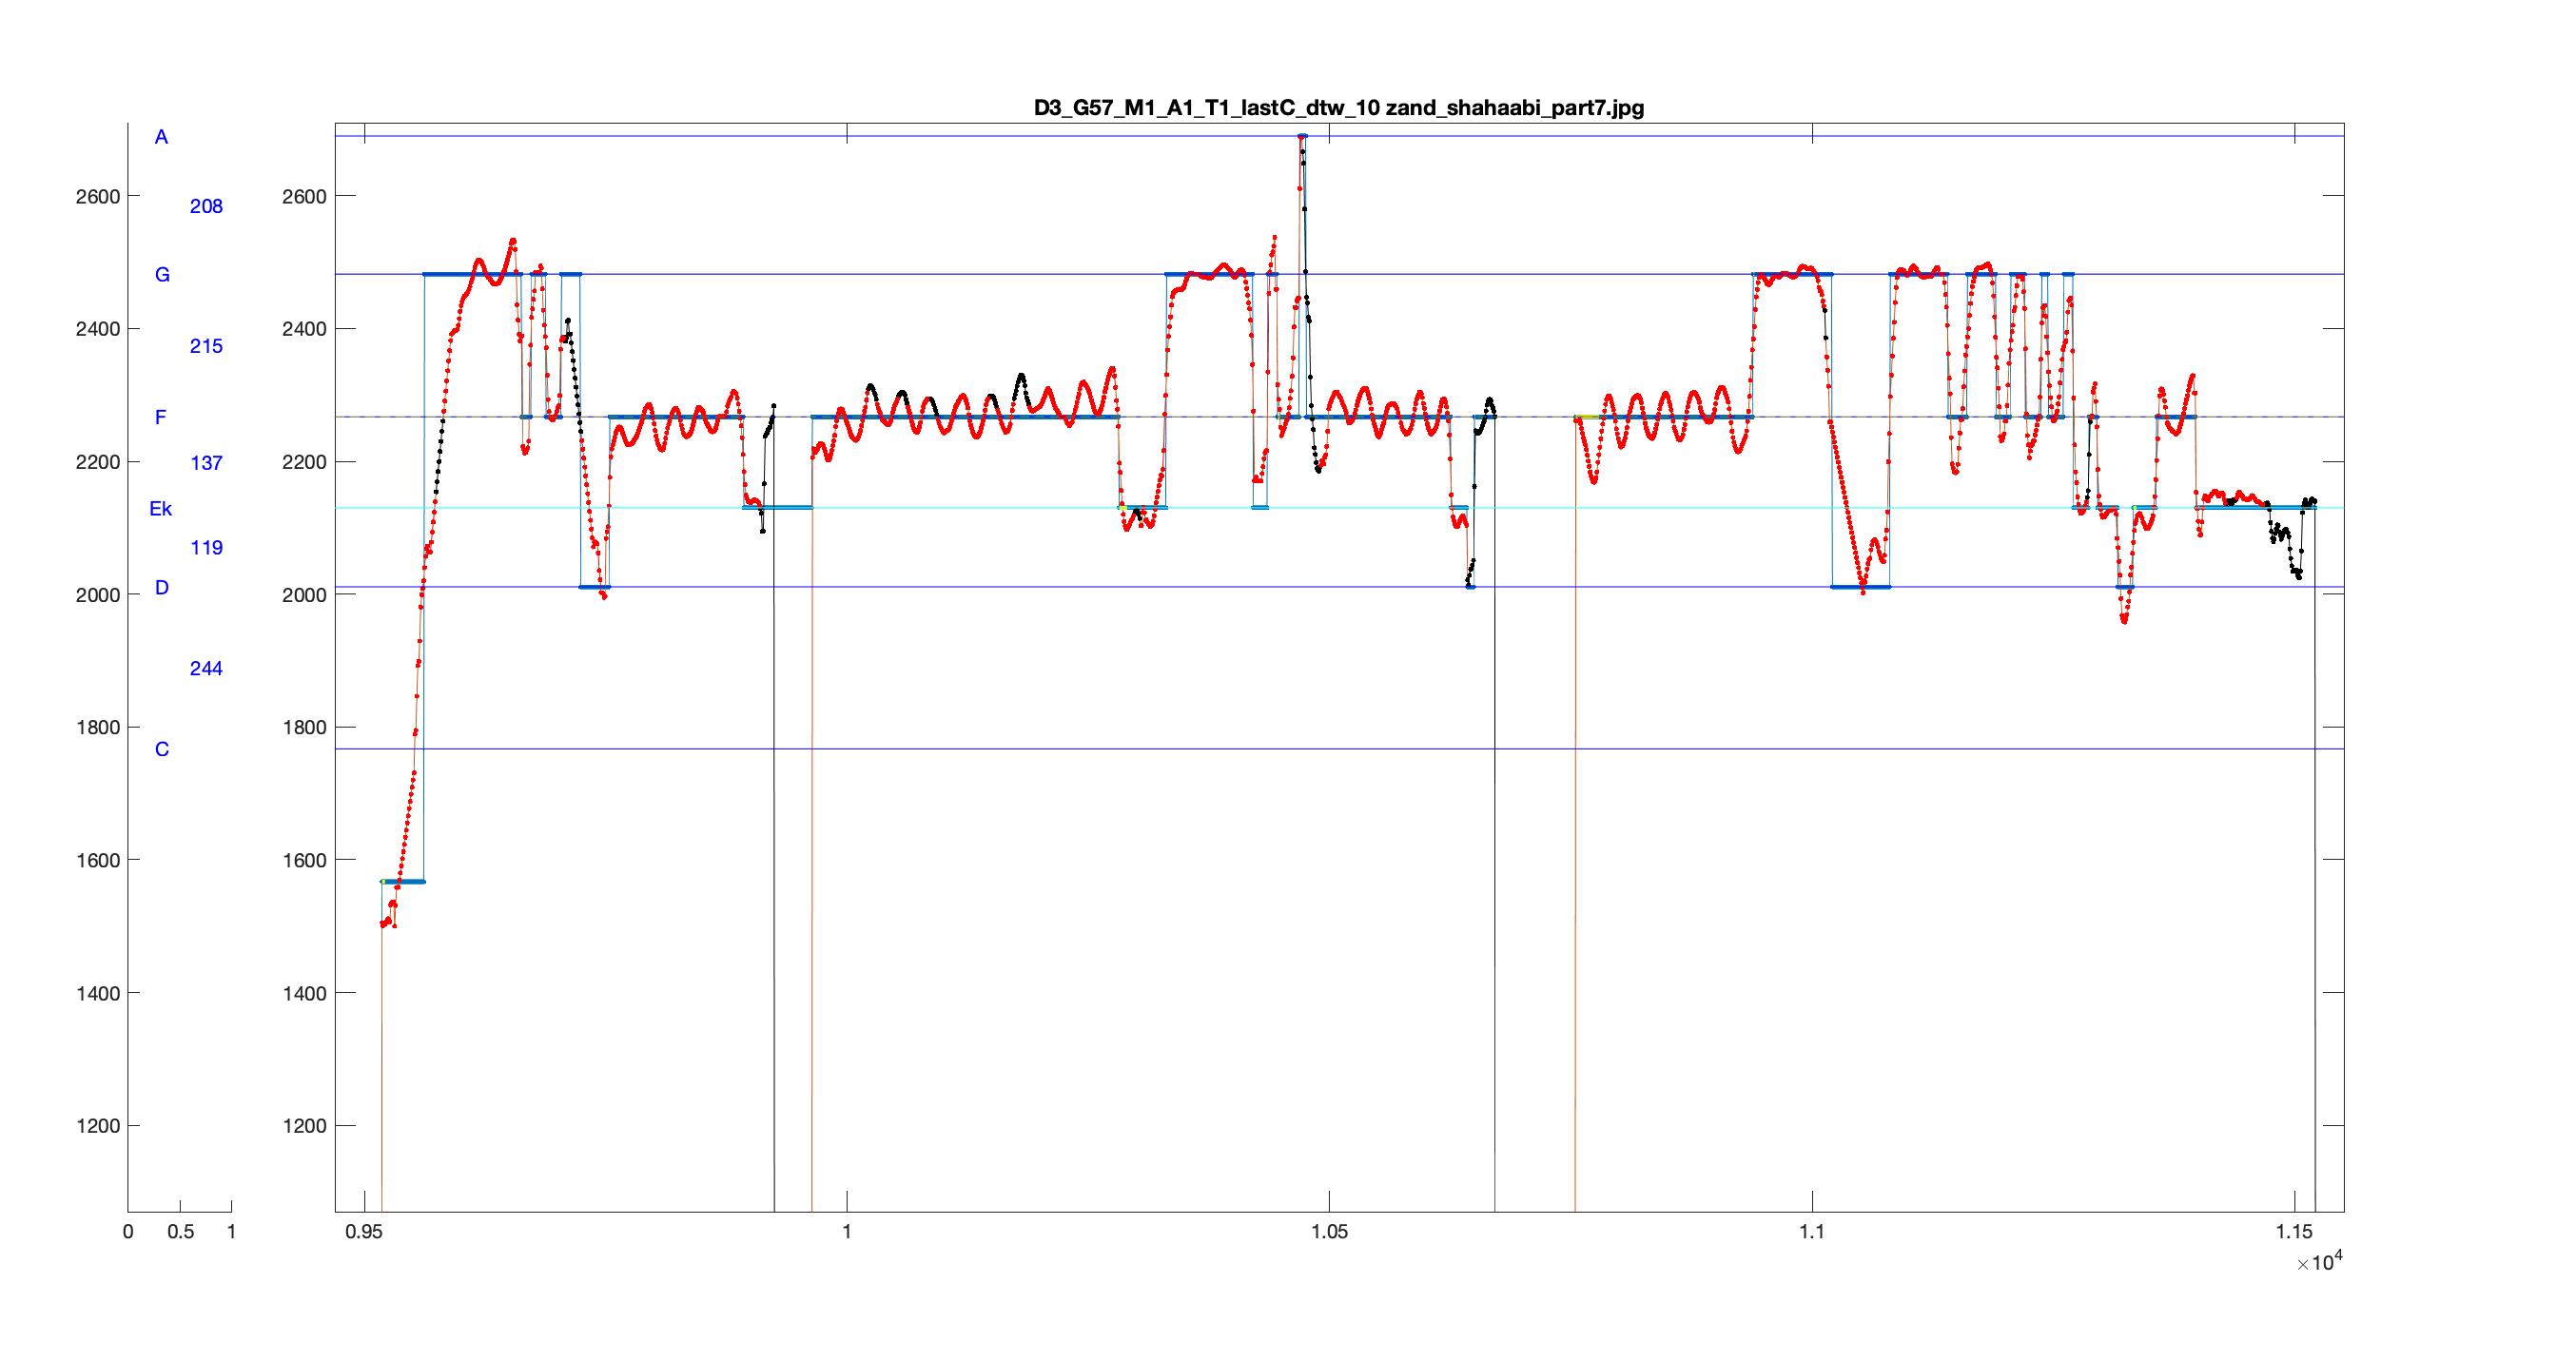 D3_G57_M1_A1_T1_lastC_dtw_10 zand_shahaabi_part7.jpg
A
2600 208 2600
G
2400 215 2400
F
2200 137 2200
Ek
119
2000 D 2000
244
1800 C 1800
1600 1600
1400 1400
1200 1200
0 0.5 1 0.95 1 1.05 1.1 1.15
×10^4